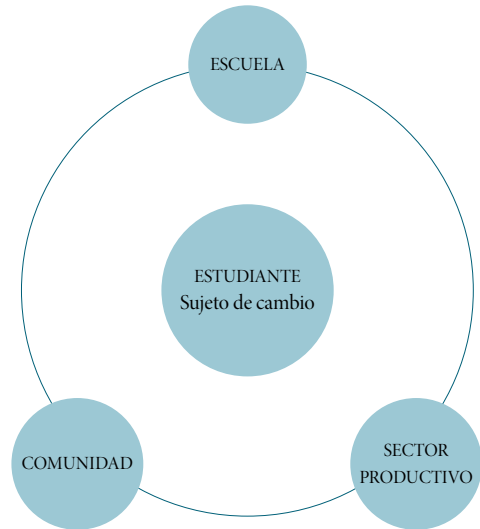 ESCUELA
ESTUDIANTE
Sujeto de cambio
COMUNIDAD
SECTOR
PRODUCTIVO